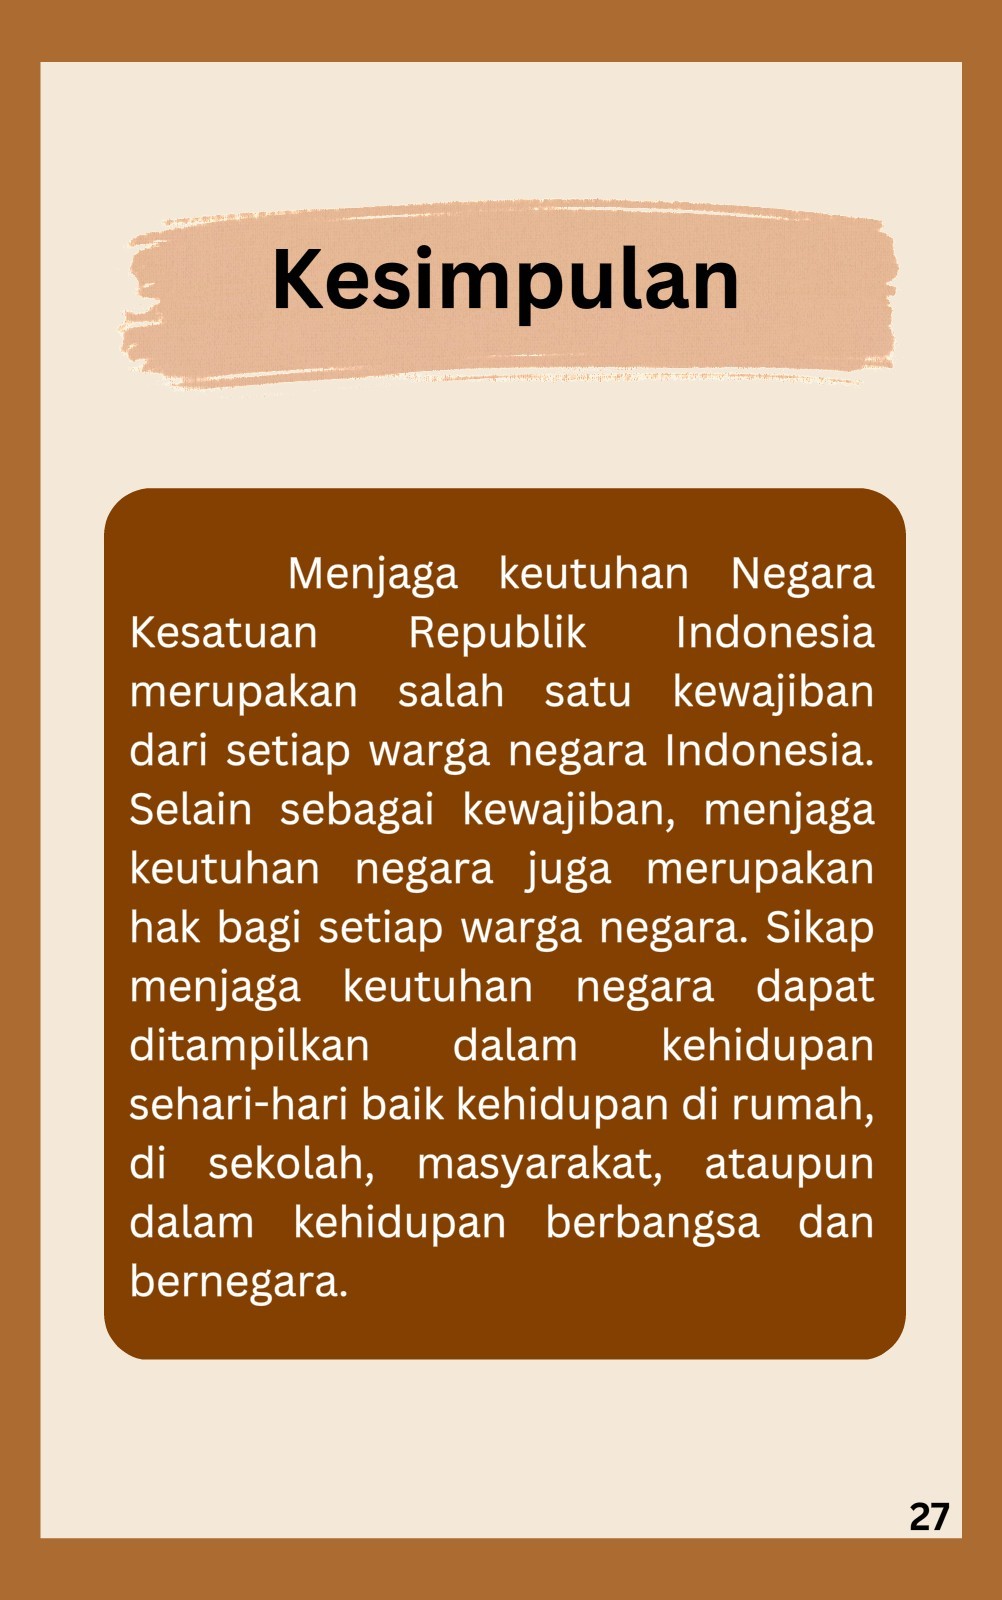 Kesimpulan
Menjaga keutuhan Negara
Kesatuan Republik Indonesia
merupakan salah satu kewajiban
dari setiap warga negara Indonesia.
Selain sebagai kewajiban, menjaga
keutuhan negara juga merupakan
hak bagi setiap warga negara. Sikap
menjaga keutuhan negara dapat
ditampilkan dalam kehidupan
sehari-hari baik kehidupan di rumah,
di sekolah, masyarakat, ataupun
dalam kehidupan berbangsa dan
bernegara.
27